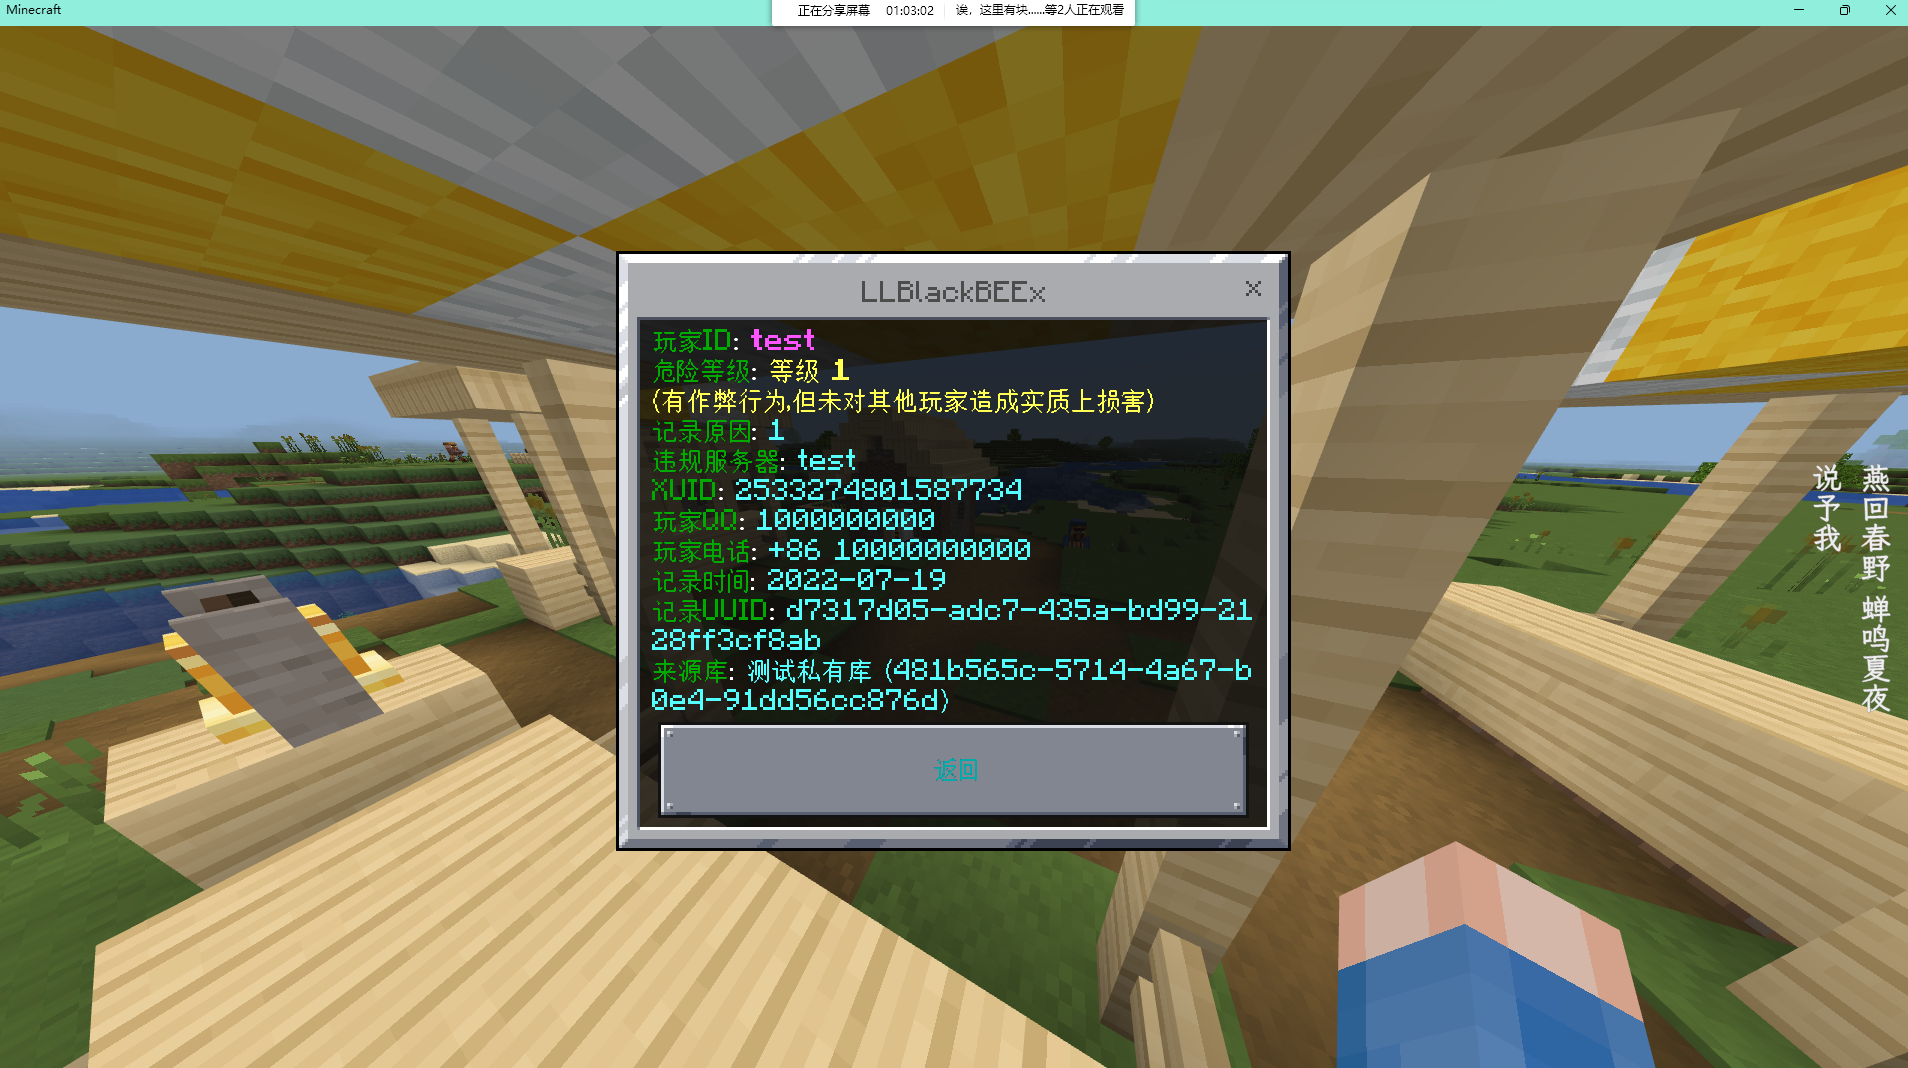 Minecraft
正在分享屏幕 01:03:02 诶，这里有块......等2人正在观看
LLBlackBEEx
玩家ID: test
危险等级: 等级 1
(有作弊行为,但未对其他玩家造成实质上损害)
记录原因: 1
违规服务器: test
XUID: 2533274801587734
玩家QQ: 1000000000
玩家电话: +86 10000000000
记录时间: 2022-07-19
记录UUID: d7317d05-adc7-435a-bd99-21
28ff3cf8ab
来源库: 测试私有库 (481b565c-5714-4a67-b
0e4-91dd56cc876d)
返回
燕回春野 蝉鸣夏夜
说予我